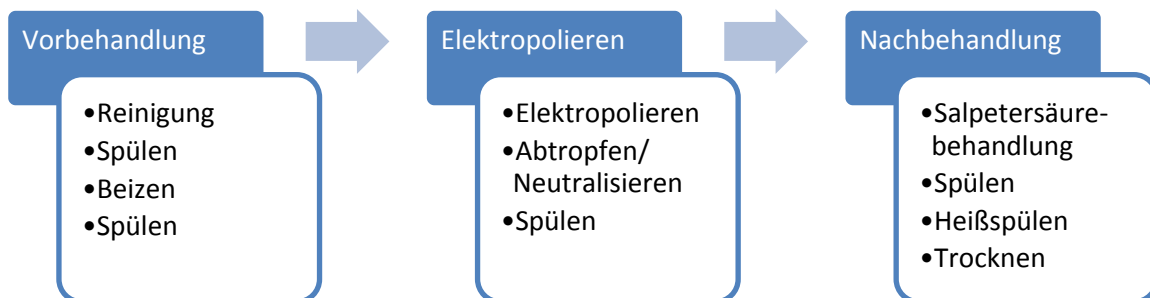 Vorbehandlung
•Reinigung
•Spülen
•Beizen
•Spülen
Elektropolieren
•Elektropolieren
•Abtropfen/
Neutralisieren
•Spülen
Nachbehandlung
•Salpetersäure-
behandlung
•Spülen
•Heißspülen
•Trocknen